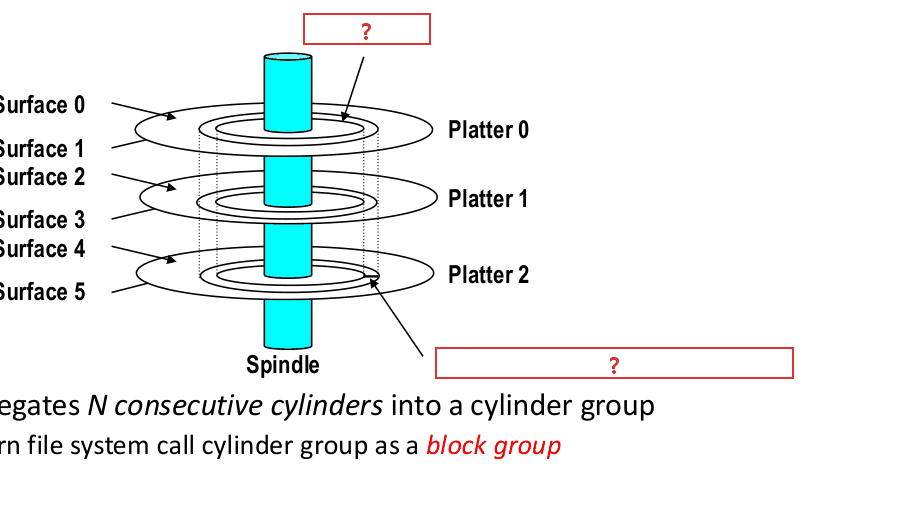 ?
Surface 0
Platter 0
Surface 1
Surface 2
Platter 1
Surface 3
Surface 4
Platter 2
Surface 5
?
Spindle
egates N consecutive cylinders into a cylinder group
rn file system call cylinder group as a block group